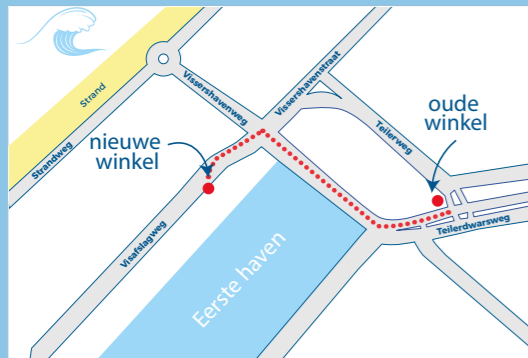 Strand
Strandweg
Vissershavenweg
Vissershavenstraat
Teilerweg
oude
winkel
nieuwe
winkel
Visafslagweg
Eerste haven
Teilerdwarsweg